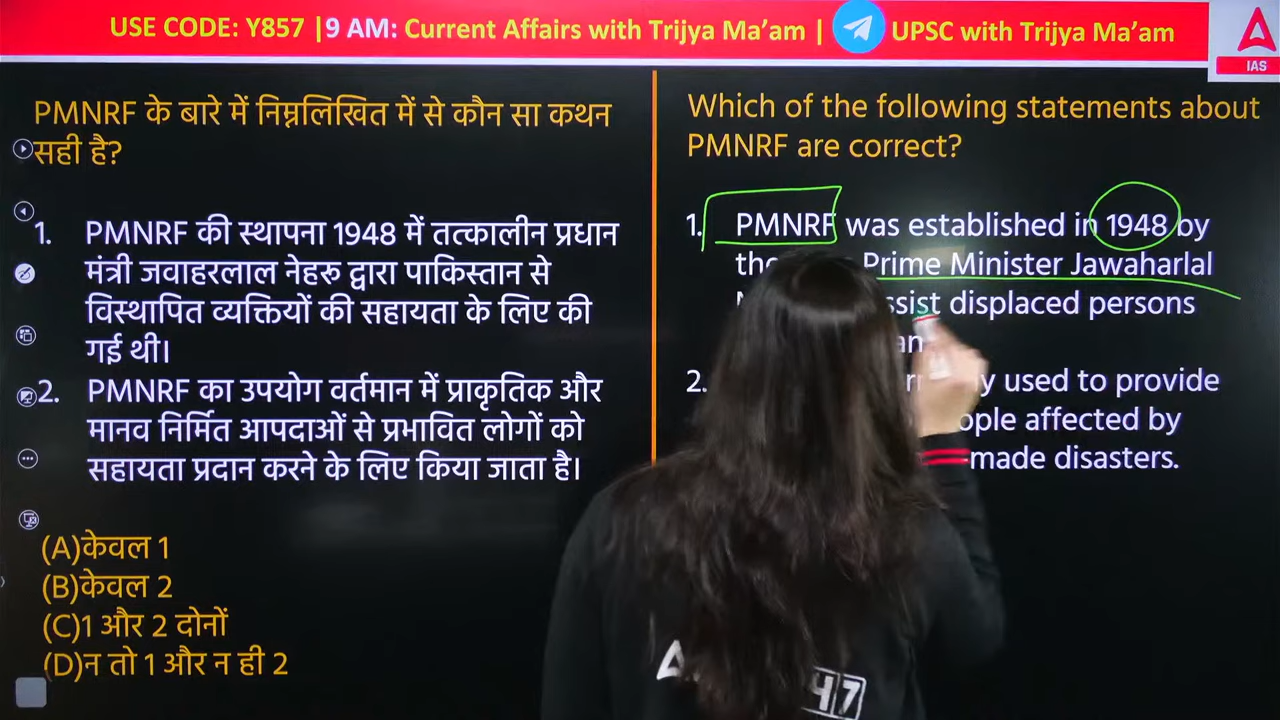 USE CODE: Y857 |9 AM: Current Affairs with Trijya Ma’am | UPSC with Trijya Ma’am
IAS
PMNRF के बारे में निम्नलिखित में से कौन सा कथन
सही है?
1. PMNRF की स्थापना 1948 में तत्कालीन प्रधान
मंत्री जवाहरलाल नेहरू द्वारा पाकिस्तान से
विस्थापित व्यक्तियों की सहायता के लिए की
गई थी।
2. PMNRF का उपयोग वर्तमान में प्राकृतिक और
मानव निर्मित आपदाओं से प्रभावित लोगों को
सहायता प्रदान करने के लिए किया जाता है।
(A)केवल 1
(B)केवल 2
(C)1 और 2 दोनों
(D)न तो 1 और न ही 2
Which of the following statements about
PMNRF are correct?
1. PMNRF was established in 1948 by
Prime Minister Jawaharlal
displaced persons
2. used to provide
affected by
-made disasters.